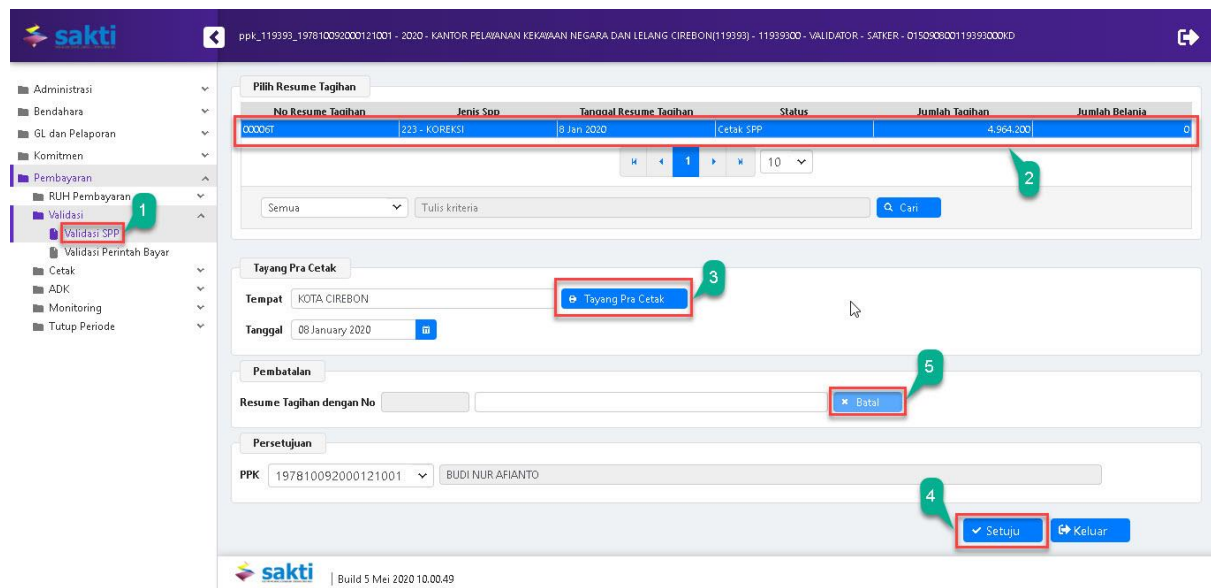 sakti
ppk_119393_197810092000121001 - 2020 - KANTOR PELAYANAN KEKAYAAN NEGARA DAN LELANG CIREBON(119393) - 11939300 - VALIDATOR - SATKER - 015090800119393000KD
Administrasi
Bendahara
GL dan Pelaporan
Komitmen
Pembayaran
RUH Pembayaran
1
Validasi
Validasi SPP
Validasi Perintah Bayar
Cetak
ADK
Monitoring
Tutup Periode
Pilih Resume Tagihan
No Resume Tagihan Jenis Spp Tanggal Resume Tagihan Status Jumlah Tagihan Jumlah Belanja
00006T 223 - KOREKSI 8 Jan 2020 Cetak SPP 4.964.200 0
1 10
2
Semua Tulis kriteria Cari
Tayang Pra Cetak
3
Tempat KOTA CIREBON Tayang Pra Cetak
Tanggal 08 January 2020
Pembatalan
5
Resume Tagihan dengan No Batal
Persetujuan
PPK 197810092000121001 BUDI NUR AFIANTO
4
Setuju Keluar
sakti | Build 5 Mei 2020 10.00.49